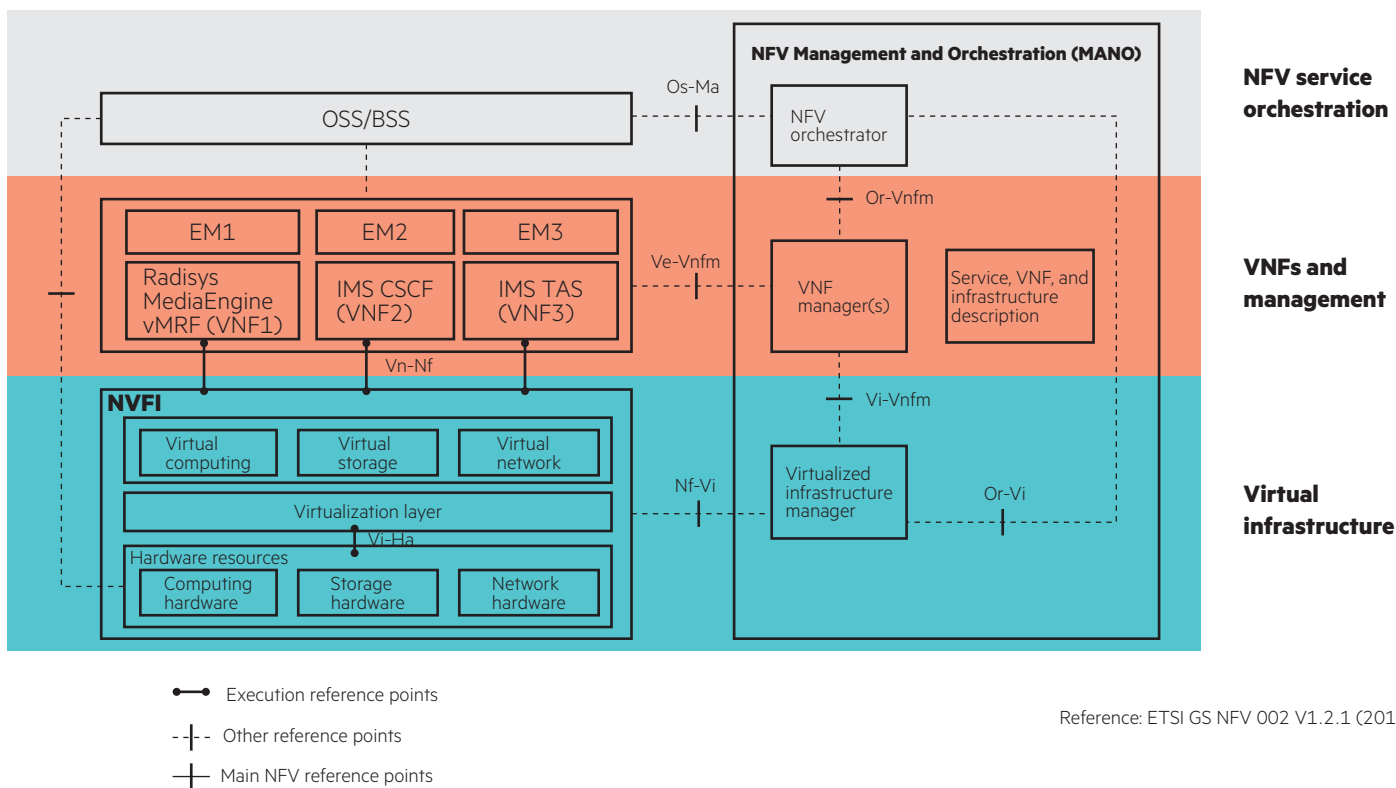 NFV Management and Orchestration (MANO)
NFV service
orchestration
Os-Ma
OSS/BSS
NFV
orchestrator
Or-Vnfm
EM1
EM2
EM3
Radisys
MediaEngine
vMRF (VNF1)
IMS CSCF
(VNF2)
IMS TAS
(VNF3)
Ve-Vnfm
VNF
manager(s)
Service, VNF, and
infrastructure
description
VNFs and
management
Vn-Nf
NVFI
Vi-Vnfm
Virtual
computing
Virtual
storage
Virtual
network
Virtualization layer
Nf-Vi
Virtualized
infrastructure
manager
Or-Vi
Virtual
infrastructure
Vi-Ha
Hardware resources
Computing
hardware
Storage
hardware
Network
hardware
Execution reference points
Other reference points
Main NFV reference points
Reference: ETSI GS NFV 002 V1.2.1 (201